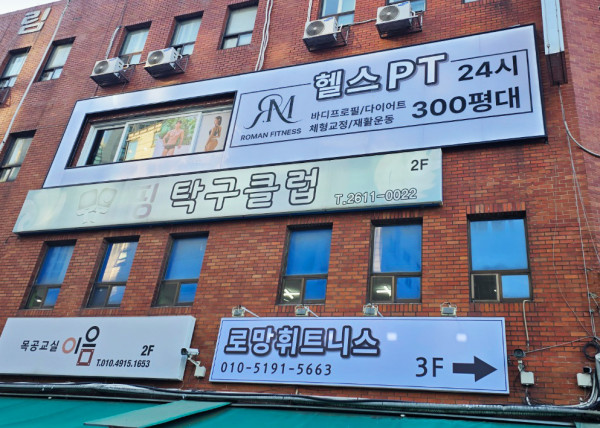 림
RM
ROMAN FITNESS
헬스PT 24시
바디프로필/다이어트
체형교정/재활운동
300평대
핑 탁구클럽
2F
T.2611-0022
목공교실 이음
2F
T.010.4915.1653
로망휘트니스
010-5191-5663
3F